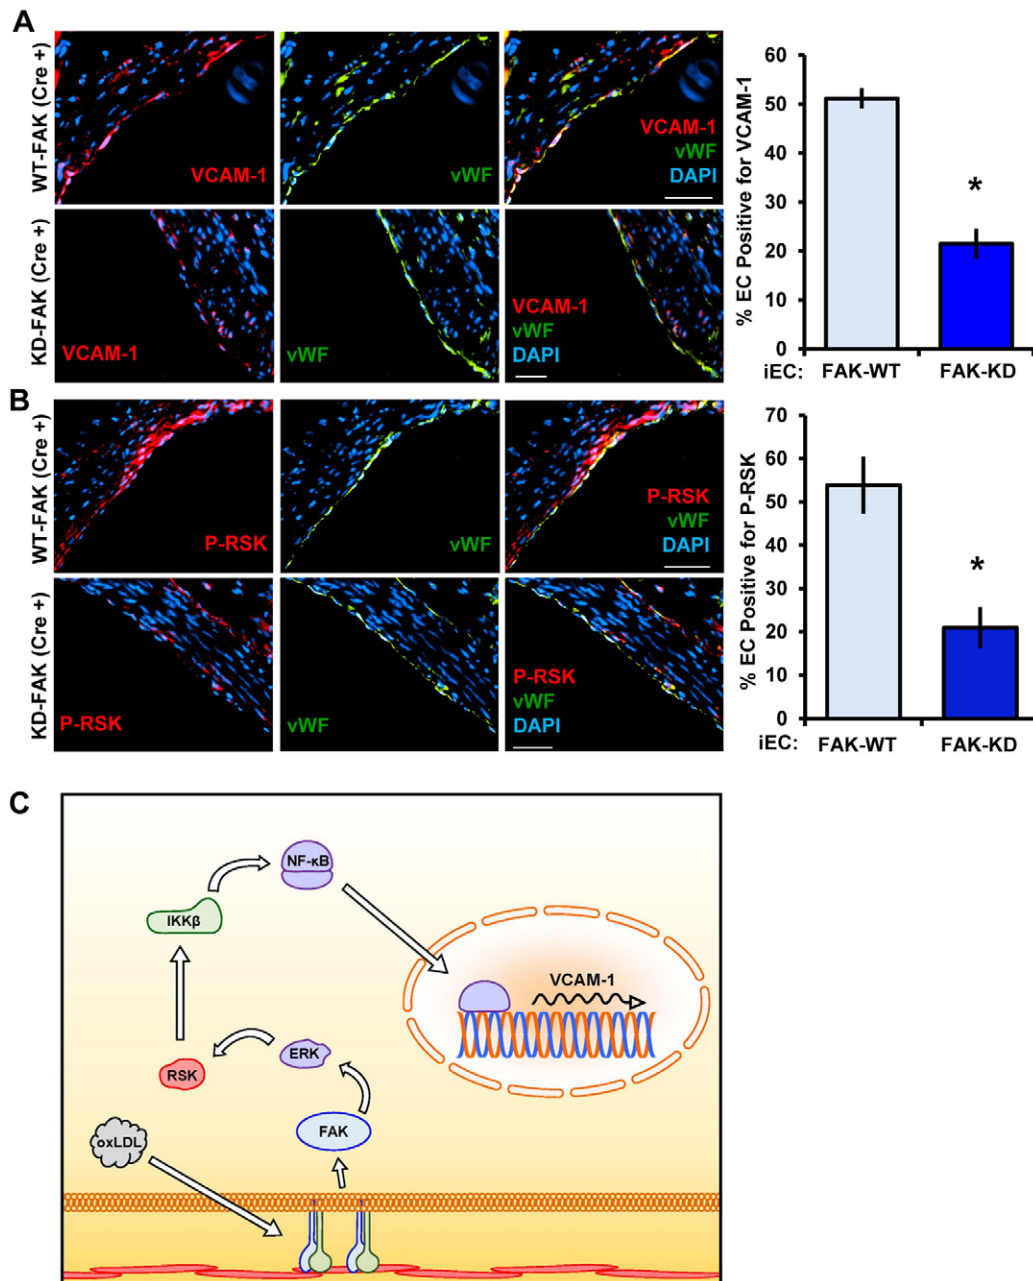 A
WT-FAK (Cre +)
VCAM-1
vWF
VCAM-1
vWF
DAPI
KD-FAK (Cre +)
VCAM-1
vWF
VCAM-1
vWF
DAPI
% EC Positive for VCAM-1
60
50
40
30
20
10
0
*
iEC: FAK-WT FAK-KD
B
WT-FAK (Cre +)
P-RSK
vWF
P-RSK
vWF
DAPI
KD-FAK (Cre +)
P-RSK
vWF
P-RSK
vWF
DAPI
% EC Positive for P-RSK
70
60
50
40
30
20
10
0
*
iEC: FAK-WT FAK-KD
C
NF-κB
IKKβ
VCAM-1
ERK
RSK
FAK
oxLDL